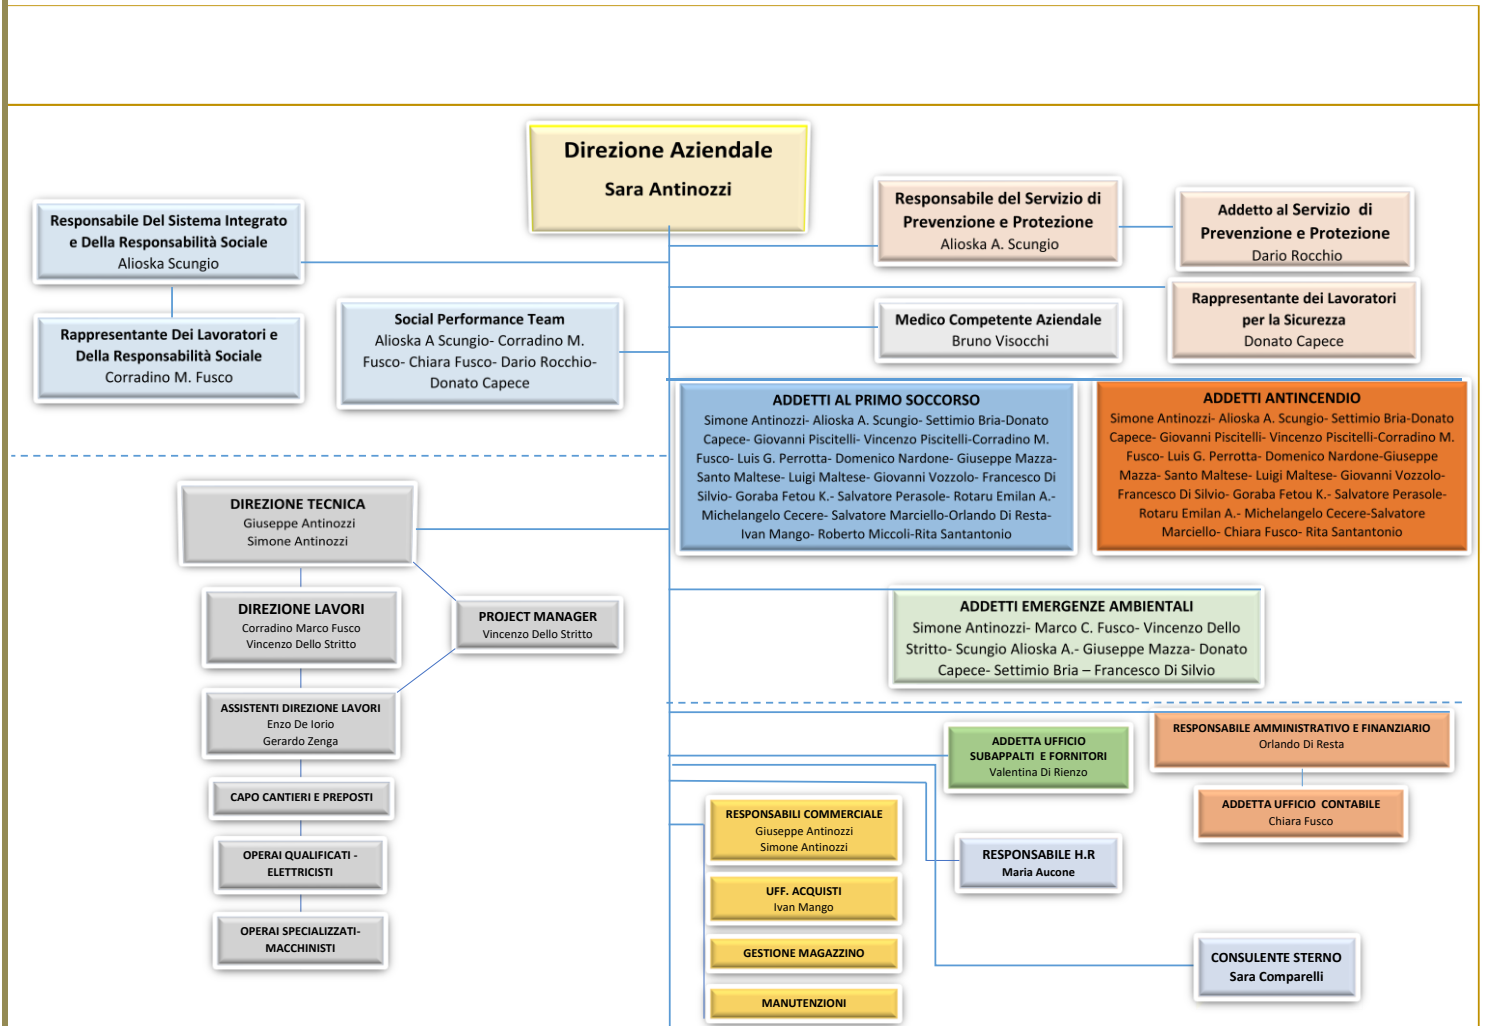 Direzione Aziendale
Sara Antinozzi
Responsabile Del Sistema Integrato
e Della Responsabilità Sociale
Alioska Scungio
Responsabile del Servizio di
Prevenzione e Protezione
Alioska A. Scungio
Addetto al Servizio di
Prevenzione e Protezione
Dario Rocchio
Rappresentante Dei Lavoratori e
Della Responsabilità Sociale
Corradino M. Fusco
Social Performance Team
Alioska A Scungio- Corradino M.
Fusco- Chiara Fusco- Dario Rocchio-
Donato Capece
Medico Competente Aziendale
Bruno Visocchi
Rappresentante dei Lavoratori
per la Sicurezza
Donato Capece
ADDETTI AL PRIMO SOCCORSO
Simone Antinozzi- Alioska A. Scungio- Settimio Bria-Donato
Capece- Giovanni Piscitelli- Vincenzo Piscitelli-Corradino M.
Fusco- Luis G. Perrotta- Domenico Nardone- Giuseppe Mazza-
Santo Maltese- Luigi Maltese- Giovanni Vozzolo- Francesco Di
Silvio- Goraba Fetou K.- Salvatore Perasole- Rotaru Emilan A.-
Michelangelo Cecere- Salvatore Marciello-Orlando Di Resta-
Ivan Mango- Roberto Miccoli-Rita Santantonio
ADDETTI ANTINCENDIO
Simone Antinozzi- Alioska A. Scungio- Settimio Bria-Donato
Capece- Giovanni Piscitelli- Vincenzo Piscitelli-Corradino M.
Fusco- Luis G. Perrotta- Domenico Nardone-Giuseppe
Mazza- Santo Maltese- Luigi Maltese- Giovanni Vozzolo-
Francesco Di Silvio- Goraba Fetou K.- Salvatore Perasole-
Rotaru Emilan A.- Michelangelo Cecere-Salvatore
Marciello- Chiara Fusco- Rita Santantonio
DIREZIONE TECNICA
Giuseppe Antinozzi
Simone Antinozzi
DIREZIONE LAVORI
Corradino Marco Fusco
Vincenzo Dello Stritto
PROJECT MANAGER
Vincenzo Dello Stritto
ADDETTI EMERGENZE AMBIENTALI
Simone Antinozzi- Marco C. Fusco- Vincenzo Dello
Stritto- Scungio Alioska A.- Giuseppe Mazza- Donato
Capece- Settimio Bria – Francesco Di Silvio
ASSISTENTI DIREZIONE LAVORI
Enzo De Iorio
Gerardo Zenga
CAPO CANTIERI E PREPOSTI
OPERAI QUALIFICATI -
ELETTRICISTI
OPERAI SPECIALIZZATI-
MACCHINISTI
ADDETTA UFFICIO
SUBAPPALTI E FORNITORI
Valentina Di Rienzo
RESPONSABILE AMMINISTRATIVO E FINANZIARIO
Orlando Di Resta
ADDETTA UFFICIO CONTABILE
Chiara Fusco
RESPONSABILI COMMERCIALE
Giuseppe Antinozzi
Simone Antinozzi
RESPONSABILE H.R
Maria Aucone
UFF. ACQUISTI
Ivan Mango
GESTIONE MAGAZZINO
MANUTENZIONI
CONSULENTE STERNO
Sara Comparelli